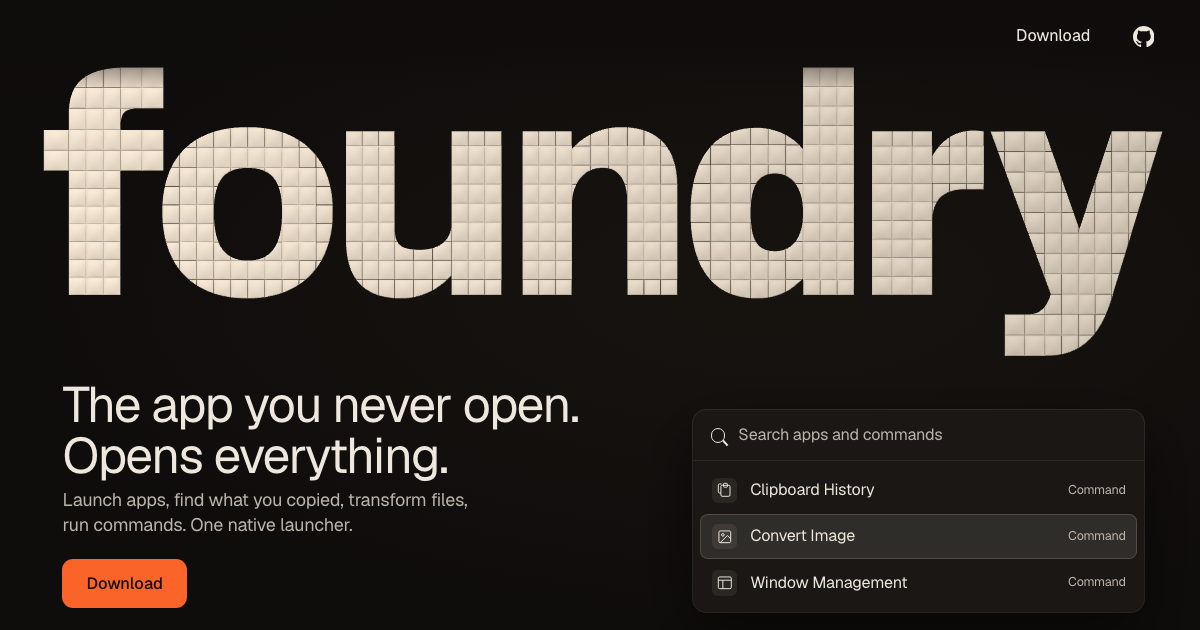 Download
foundry
The app you never open.
Opens everything.
Launch apps, find what you copied, transform files,
run commands. One native launcher.
Download
Search apps and commands
Clipboard History Command
Convert Image Command
Window Management Command